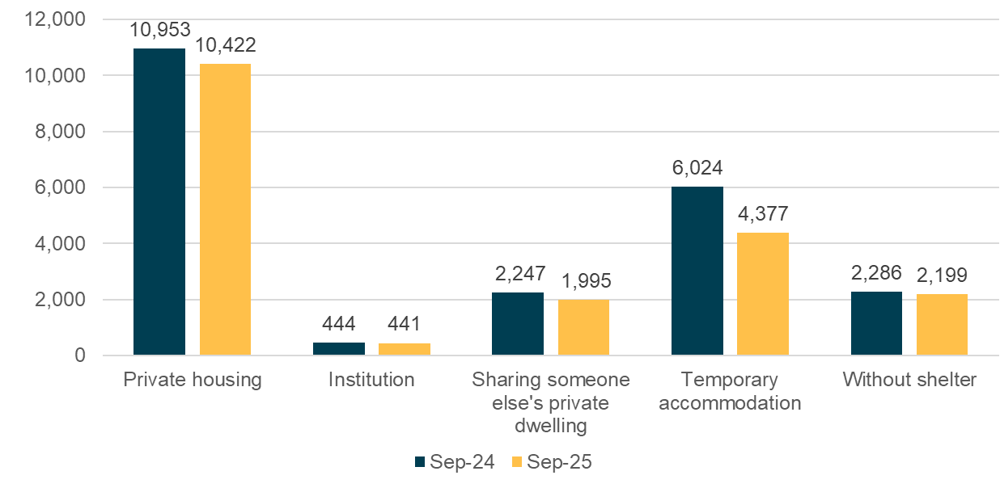 12,000
10,000
8,000
6,000
4,000
2,000
0
10,953
10,422
444
441
2,247
1,995
6,024
4,377
2,286
2,199
Private housing
Institution
Sharing someone
else's private
dwelling
Temporary
accommodation
Without shelter
Sep-24
Sep-25